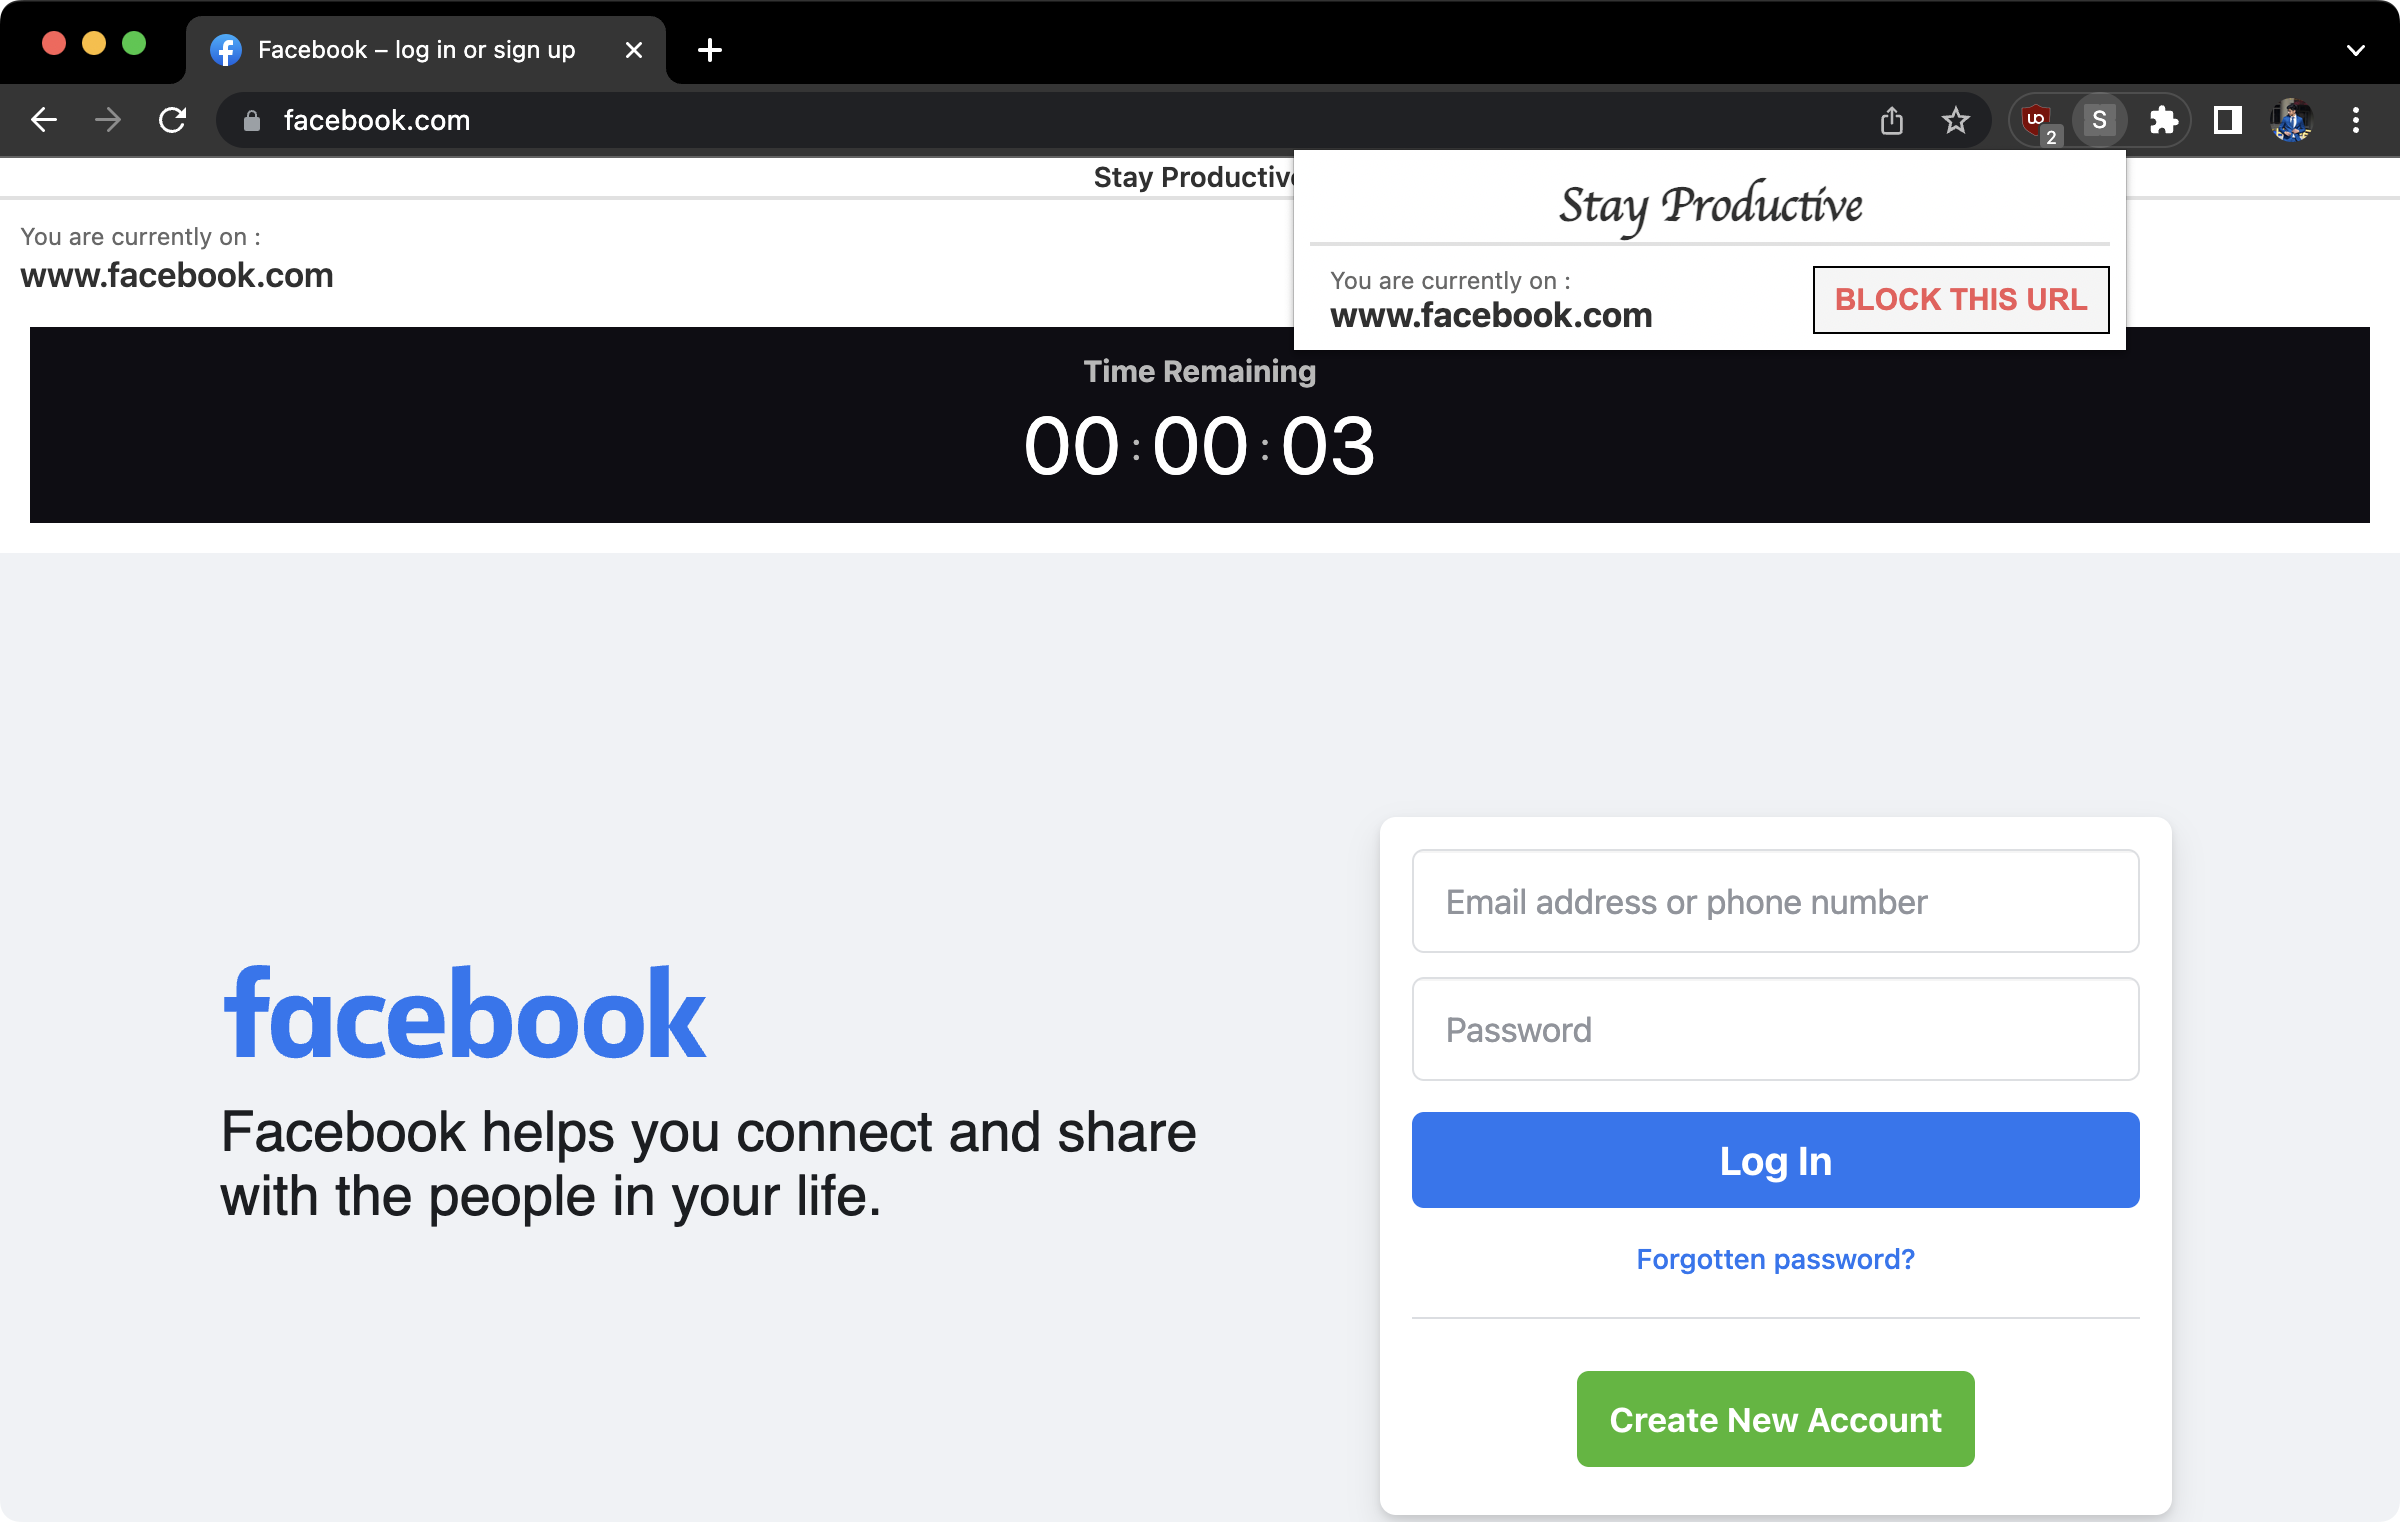 Facebook – log in or sign up
facebook.com
uo
2
S
Stay Productive
You are currently on :
www.facebook.com
Stay Productive
You are currently on :
www.facebook.com
BLOCK THIS URL
Time Remaining
00:00:03
facebook
Facebook helps you connect and share
with the people in your life.
Email address or phone number
Password
Log In
Forgotten password?
Create New Account